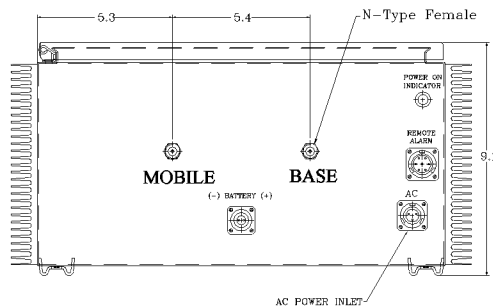 5.3
5.4
N-Type Female
POWER ON
INDICATOR
REMOTE
ALARM
MOBILE
BASE
(-) BATTERY (+)
AC
AC POWER INLET